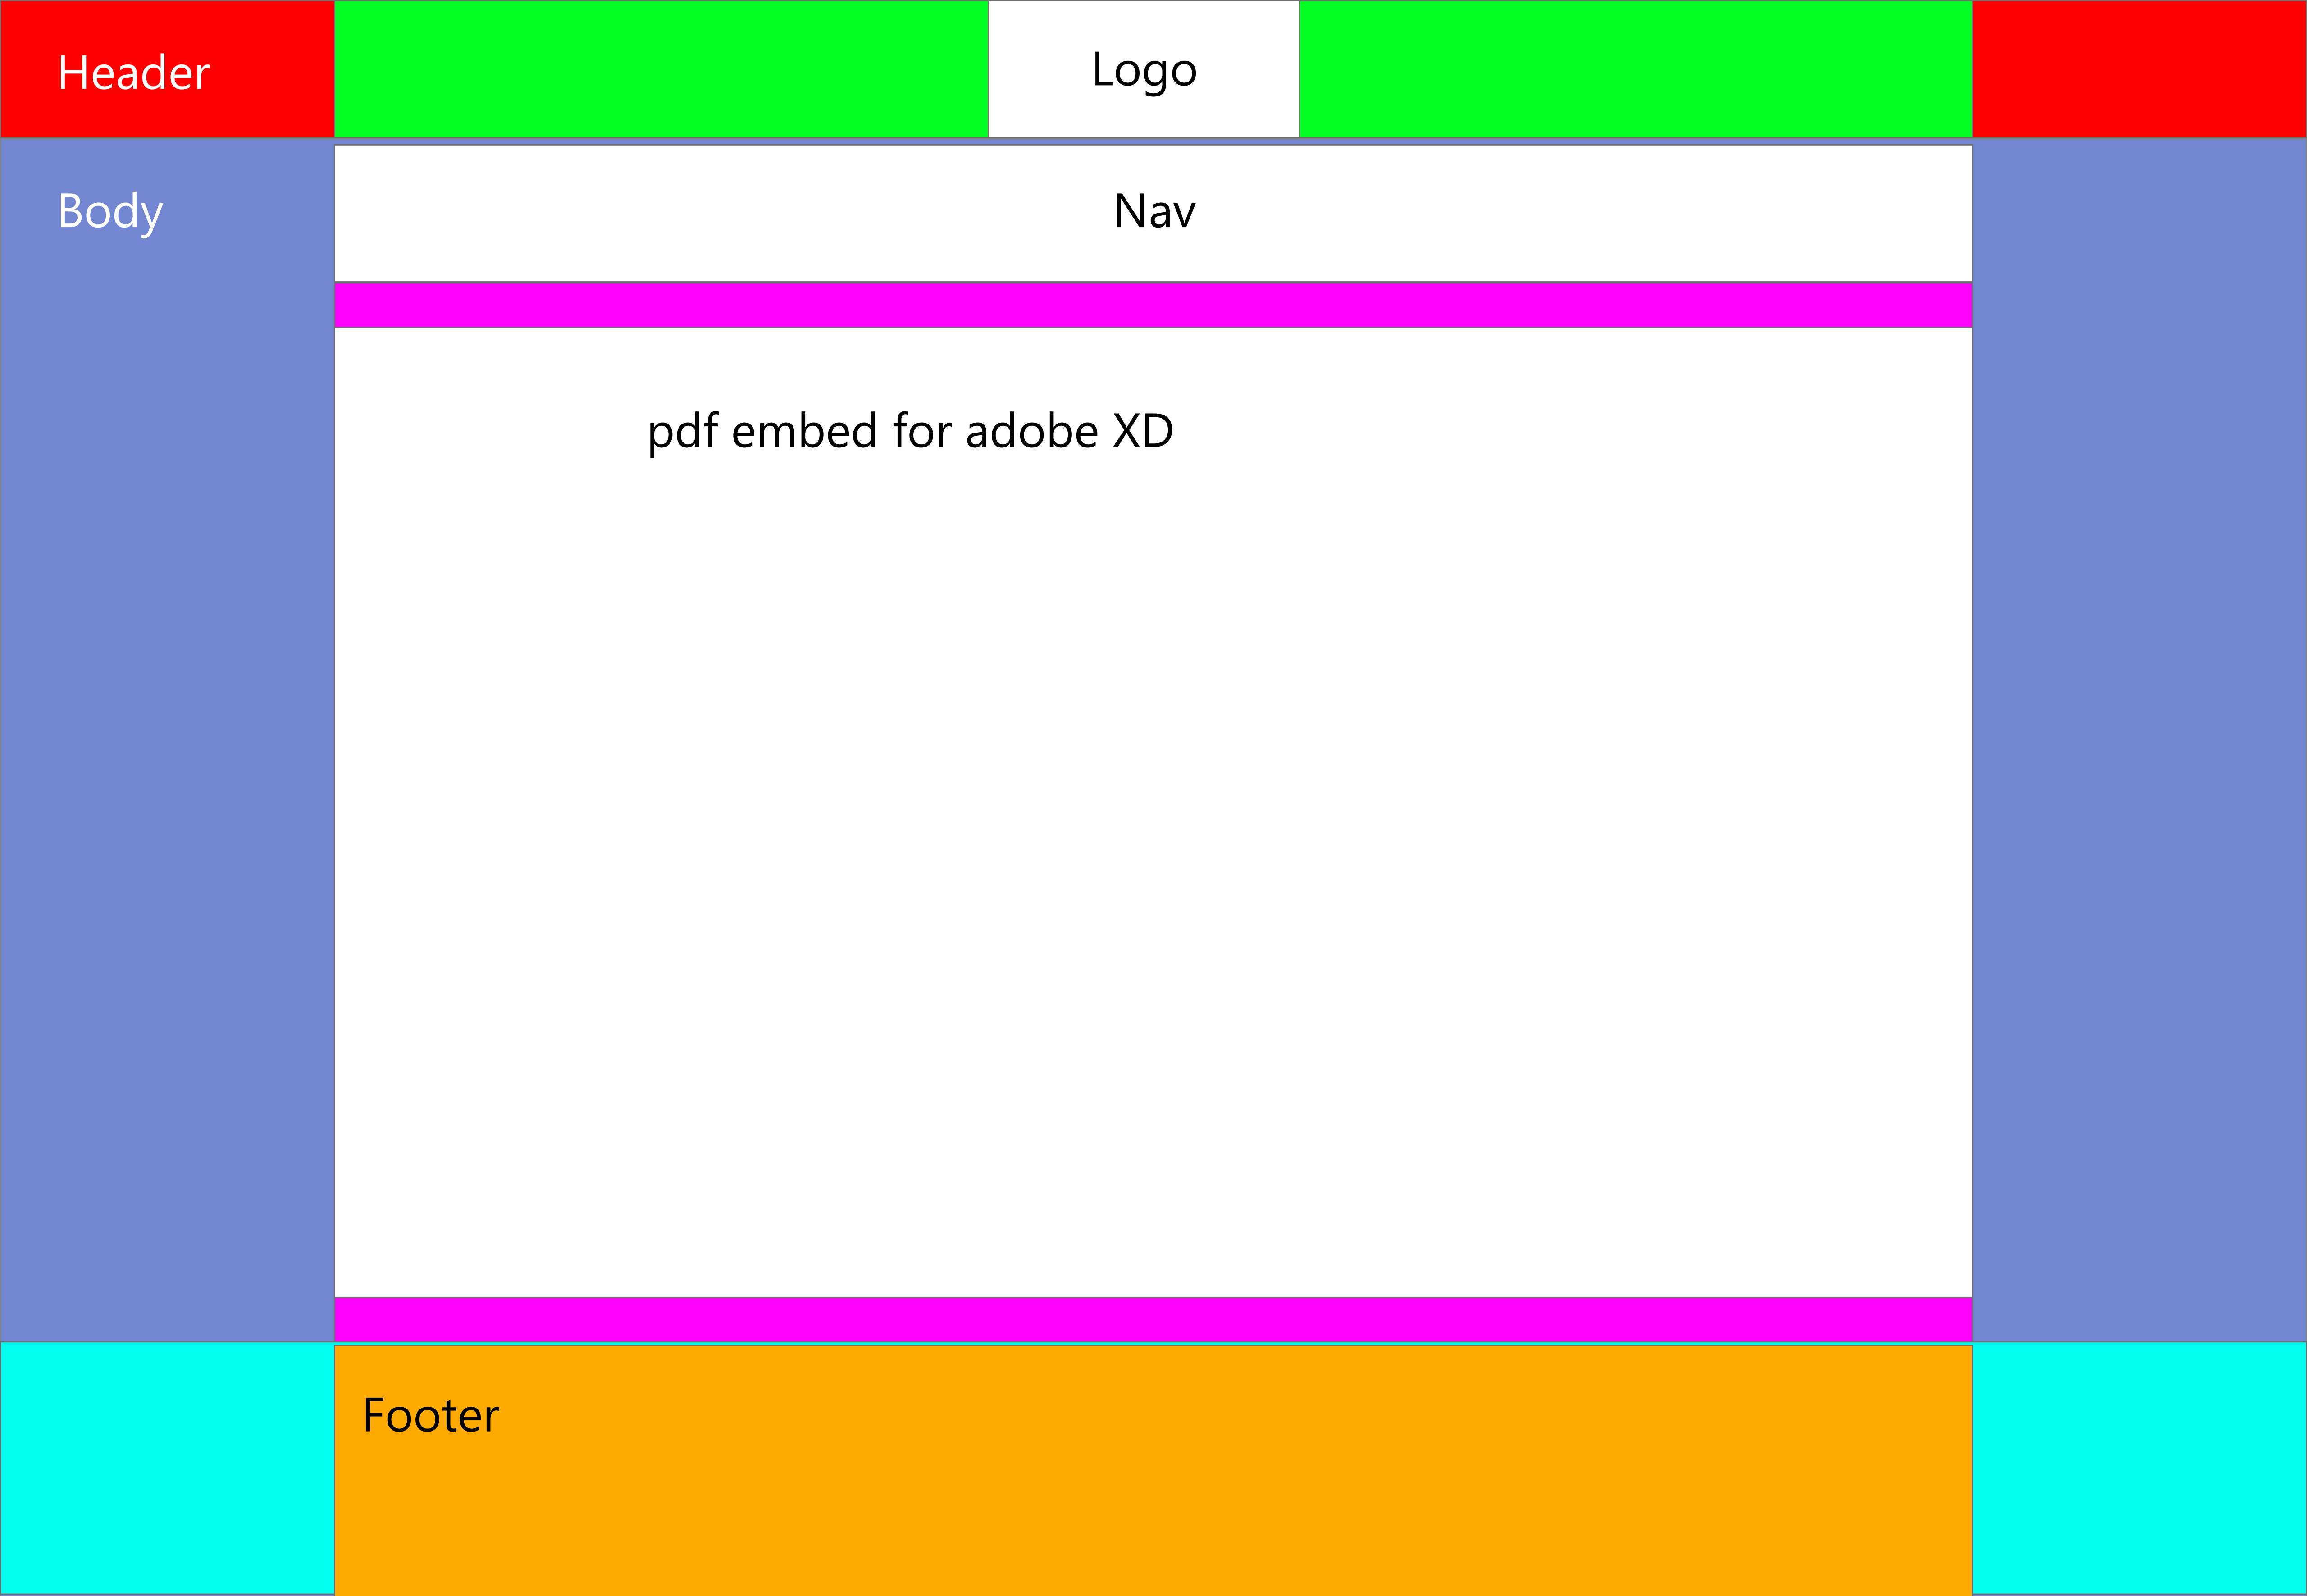 Header
Logo
Body
Nav
pdf embed for adobe XD
Footer